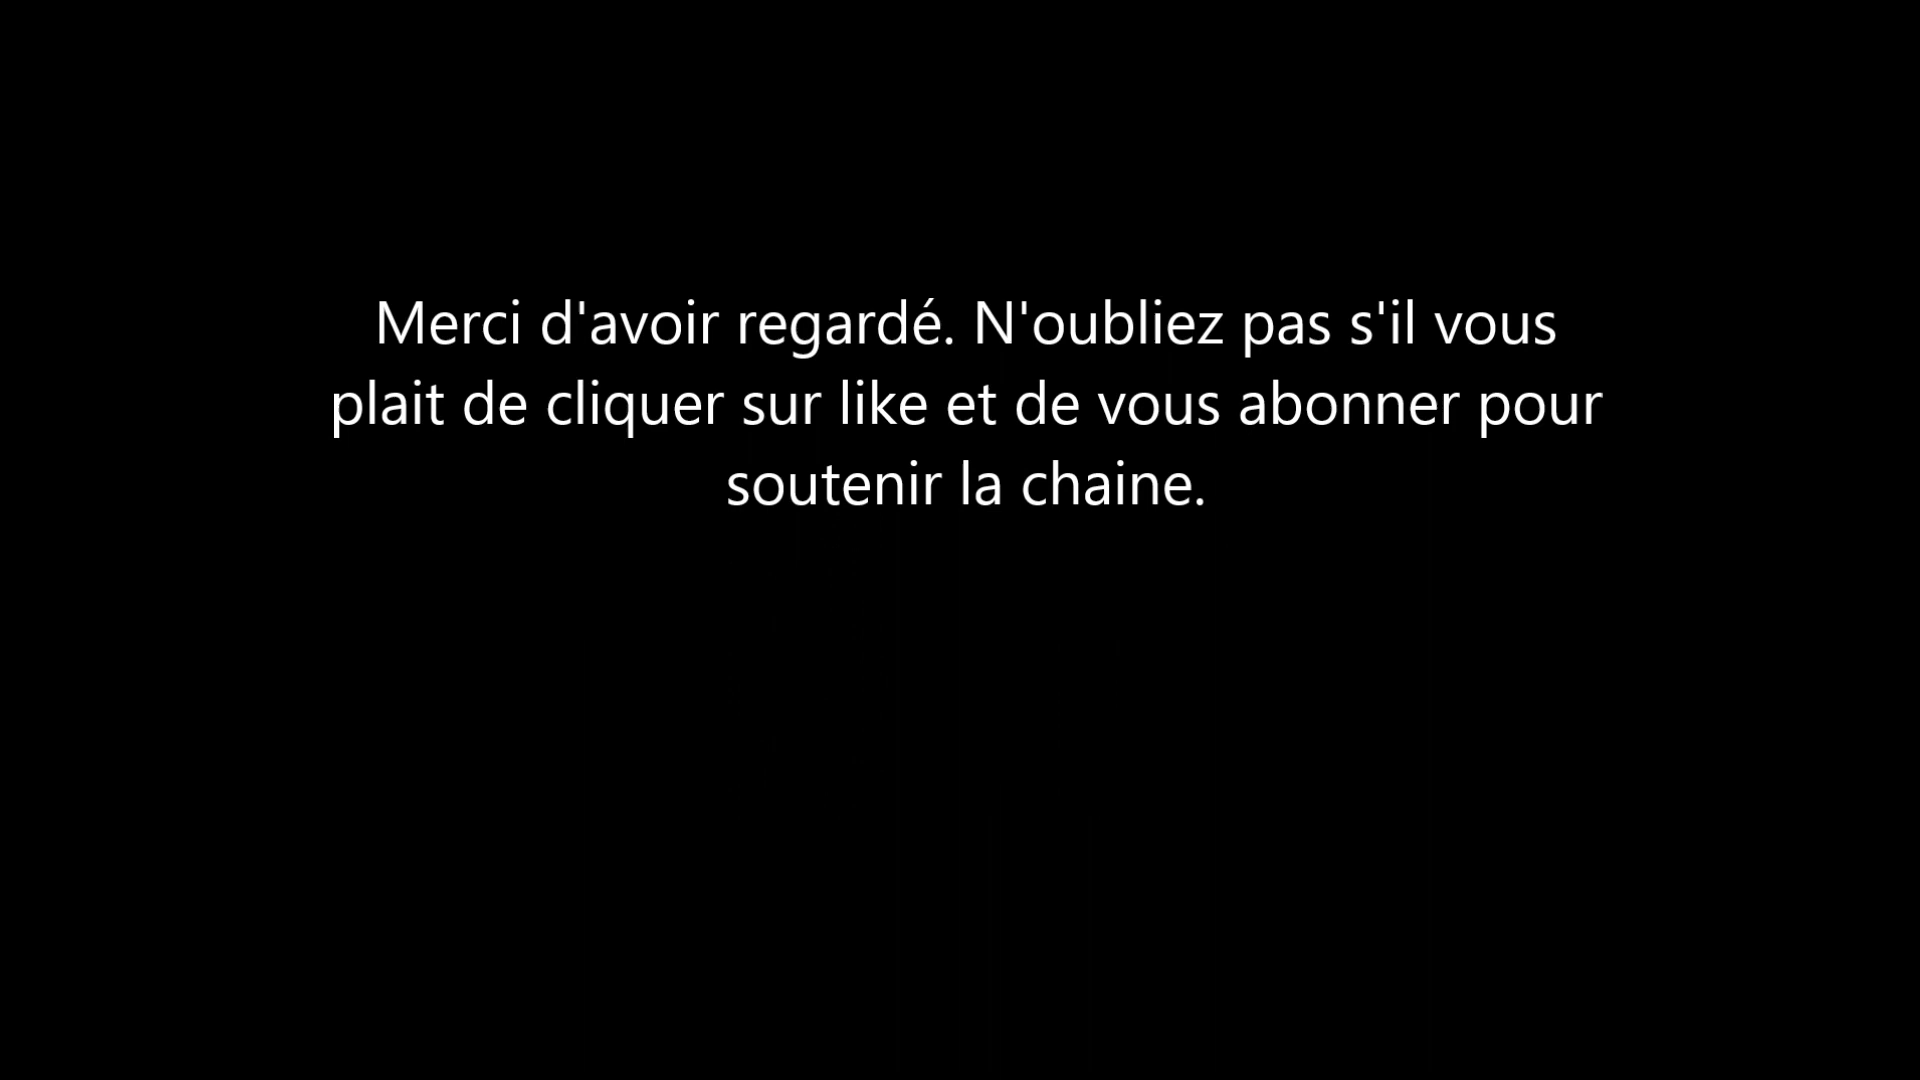 Merci d'avoir regardé. N'oubliez pas s'il vous
plait de cliquer sur like et de vous abonner pour
soutenir la chaine.